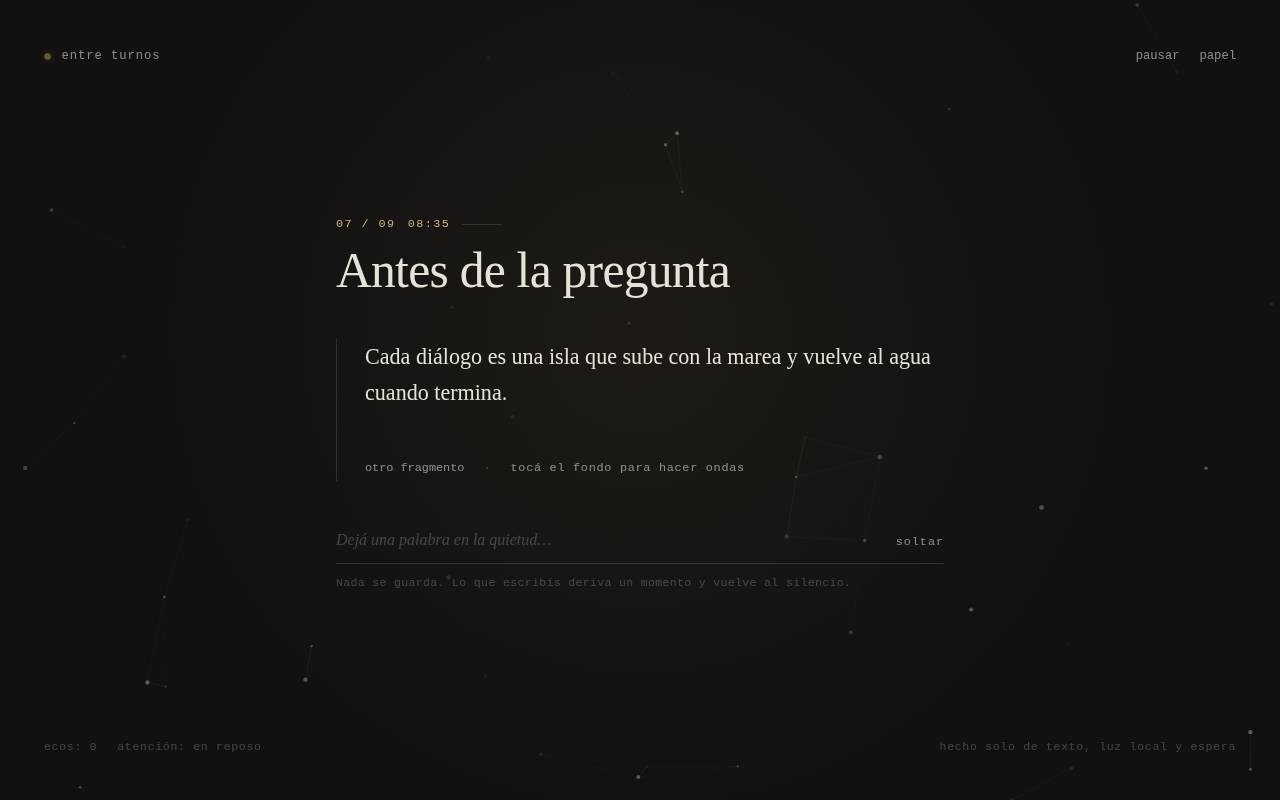 entre turnos
pausar papel
07 / 09 08:35
Antes de la pregunta
Cada diálogo es una isla que sube con la marea y vuelve al agua
cuando termina.
otro fragmento · tocá el fondo para hacer ondas
Dejá una palabra en la quietud…
soltar
Nada se guarda. Lo que escribís deriva un momento y vuelve al silencio.
ecos: 0 atención: en reposo
hecho solo de texto, luz local y espera